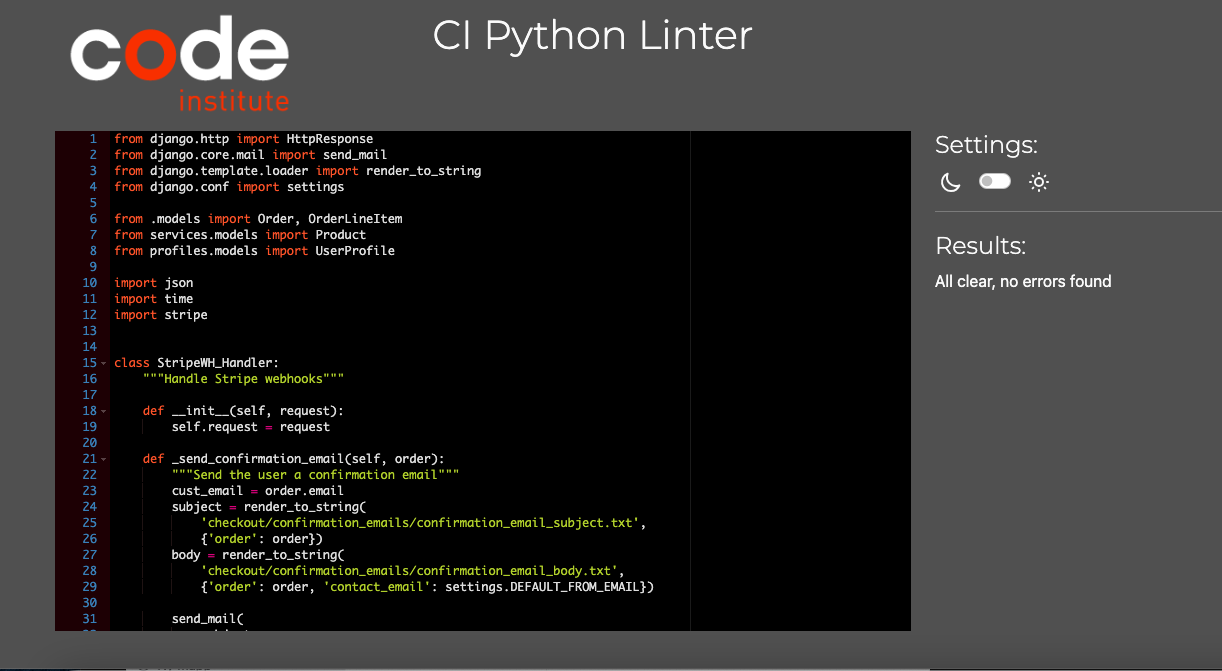 code
institute
CI Python Linter
1 from django.http import HttpResponse
2 from django.core.mail import send_mail
3 from django.template.loader import render_to_string
4 from django.conf import settings
5
6 from .models import Order, OrderLineItem
7 from services.models import Product
8 from profiles.models import UserProfile
9
10 import json
11 import time
12 import stripe
13
14
15 class StripeWH_Handler:
16 """Handle Stripe webhooks"""
17
18 def __init__(self, request):
19 self.request = request
20
21 def _send_confirmation_email(self, order):
22 """Send the user a confirmation email"""
23 cust_email = order.email
24 subject = render_to_string(
25 'checkout/confirmation_emails/confirmation_email_subject.txt',
26 {'order': order})
27 body = render_to_string(
28 'checkout/confirmation_emails/confirmation_email_body.txt',
29 {'order': order, 'contact_email': settings.DEFAULT_FROM_EMAIL})
30
31 send_mail(
Settings:
Results:
All clear, no errors found